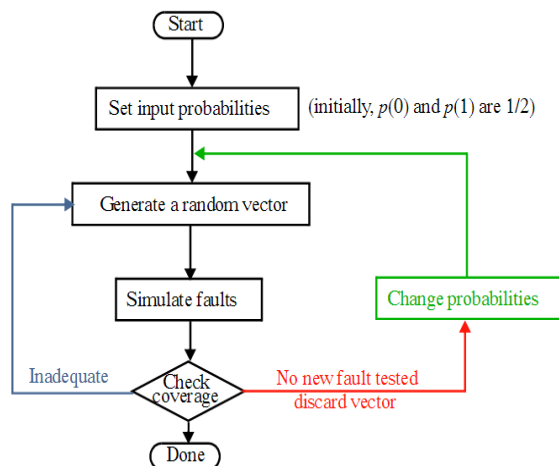 Start
Set input probabilities
(initially, p(0) and p(1) are 1/2)
Generate a random vector
Simulate faults
Change probabilities
Inadequate
Check
coverage
No new fault tested
discard vector
Done